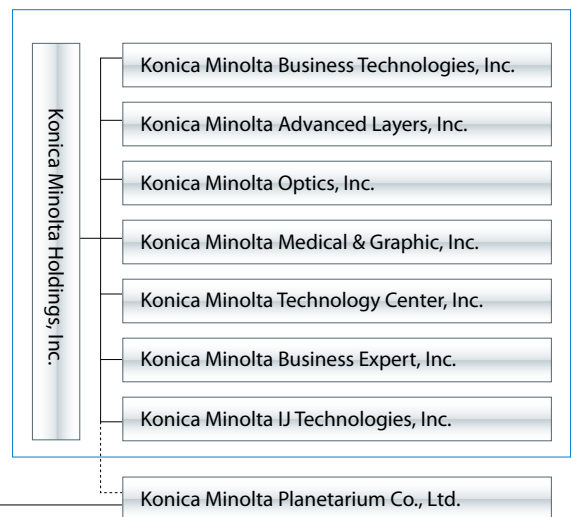 Konica Minolta Holdings, Inc.
Konica Minolta Business Technologies, Inc.
Konica Minolta Advanced Layers, Inc.
Konica Minolta Optics, Inc.
Konica Minolta Medical & Graphic, Inc.
Konica Minolta Technology Center, Inc.
Konica Minolta Business Expert, Inc.
Konica Minolta IJ Technologies, Inc.
Konica Minolta Planetarium Co., Ltd.